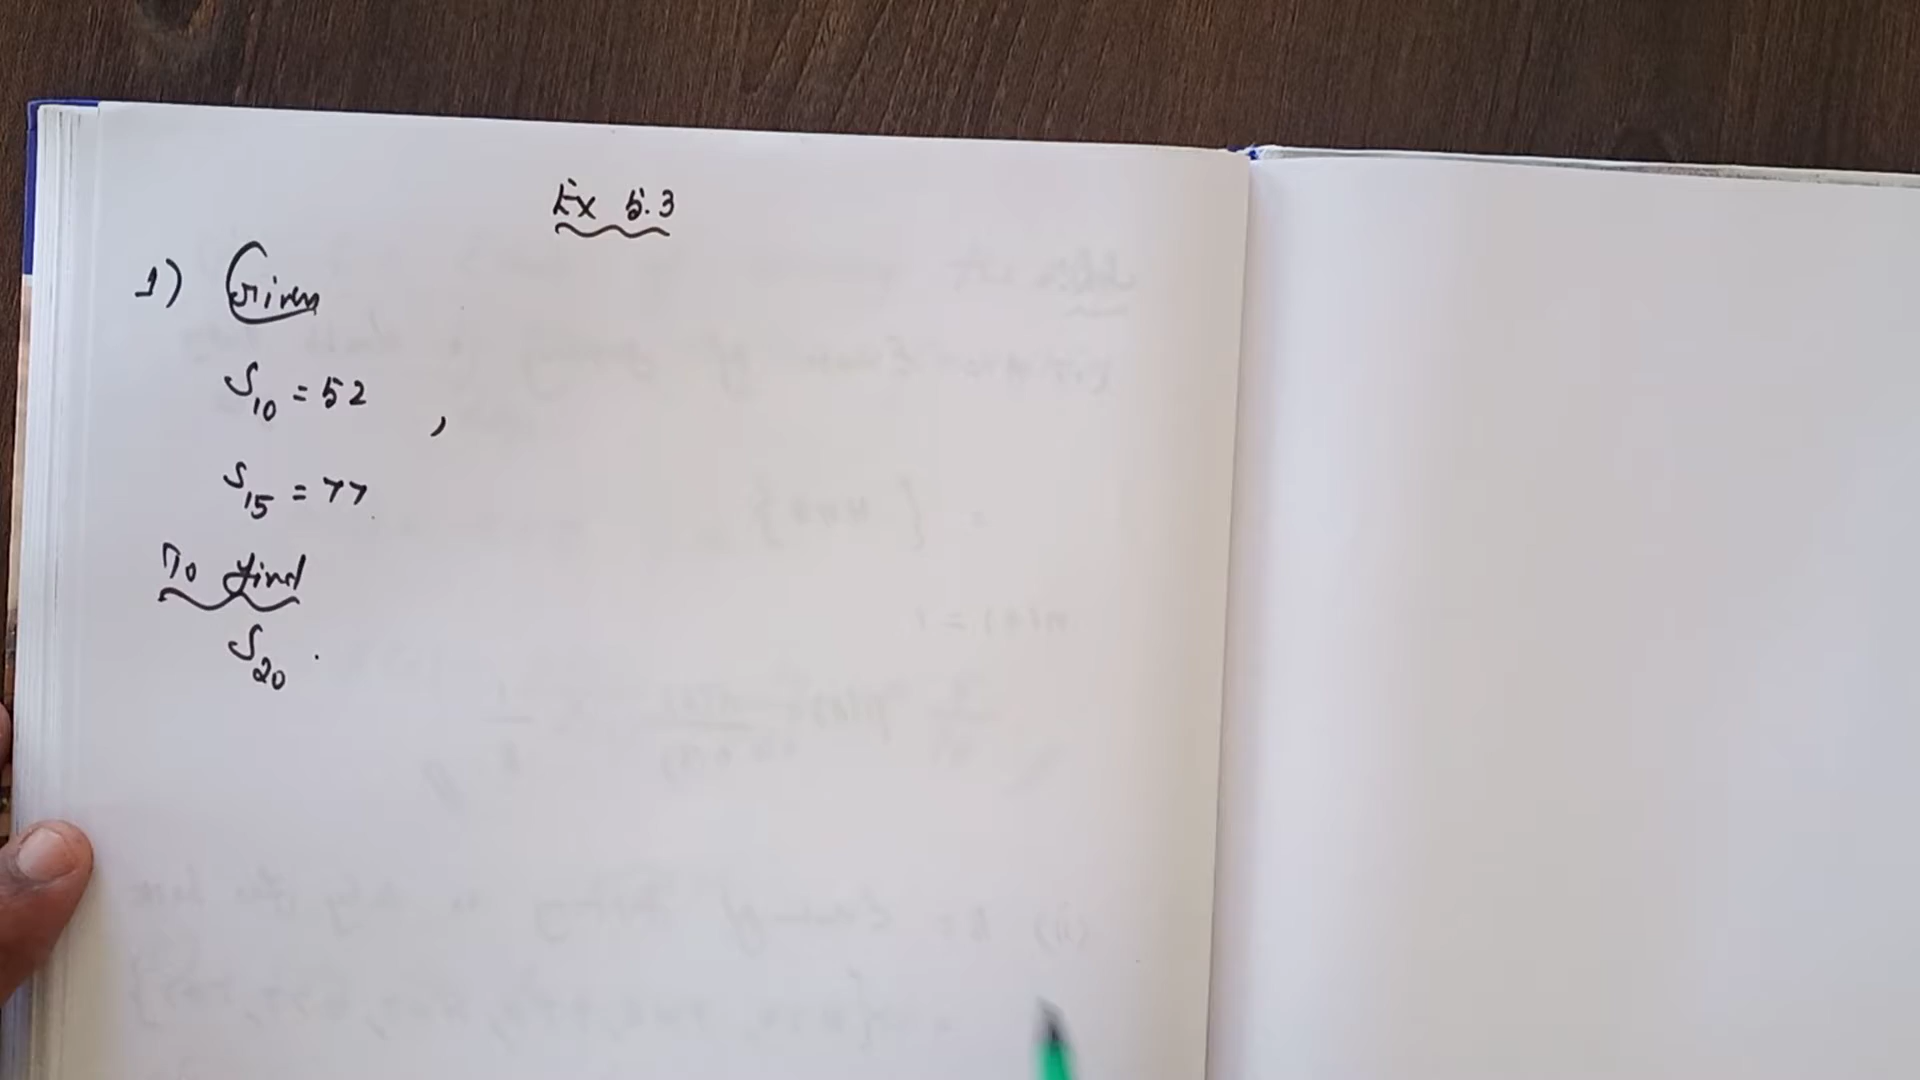 Ex 5.3
1) Given
S10 = 52 ,
S15 = 77
To find
S20 .